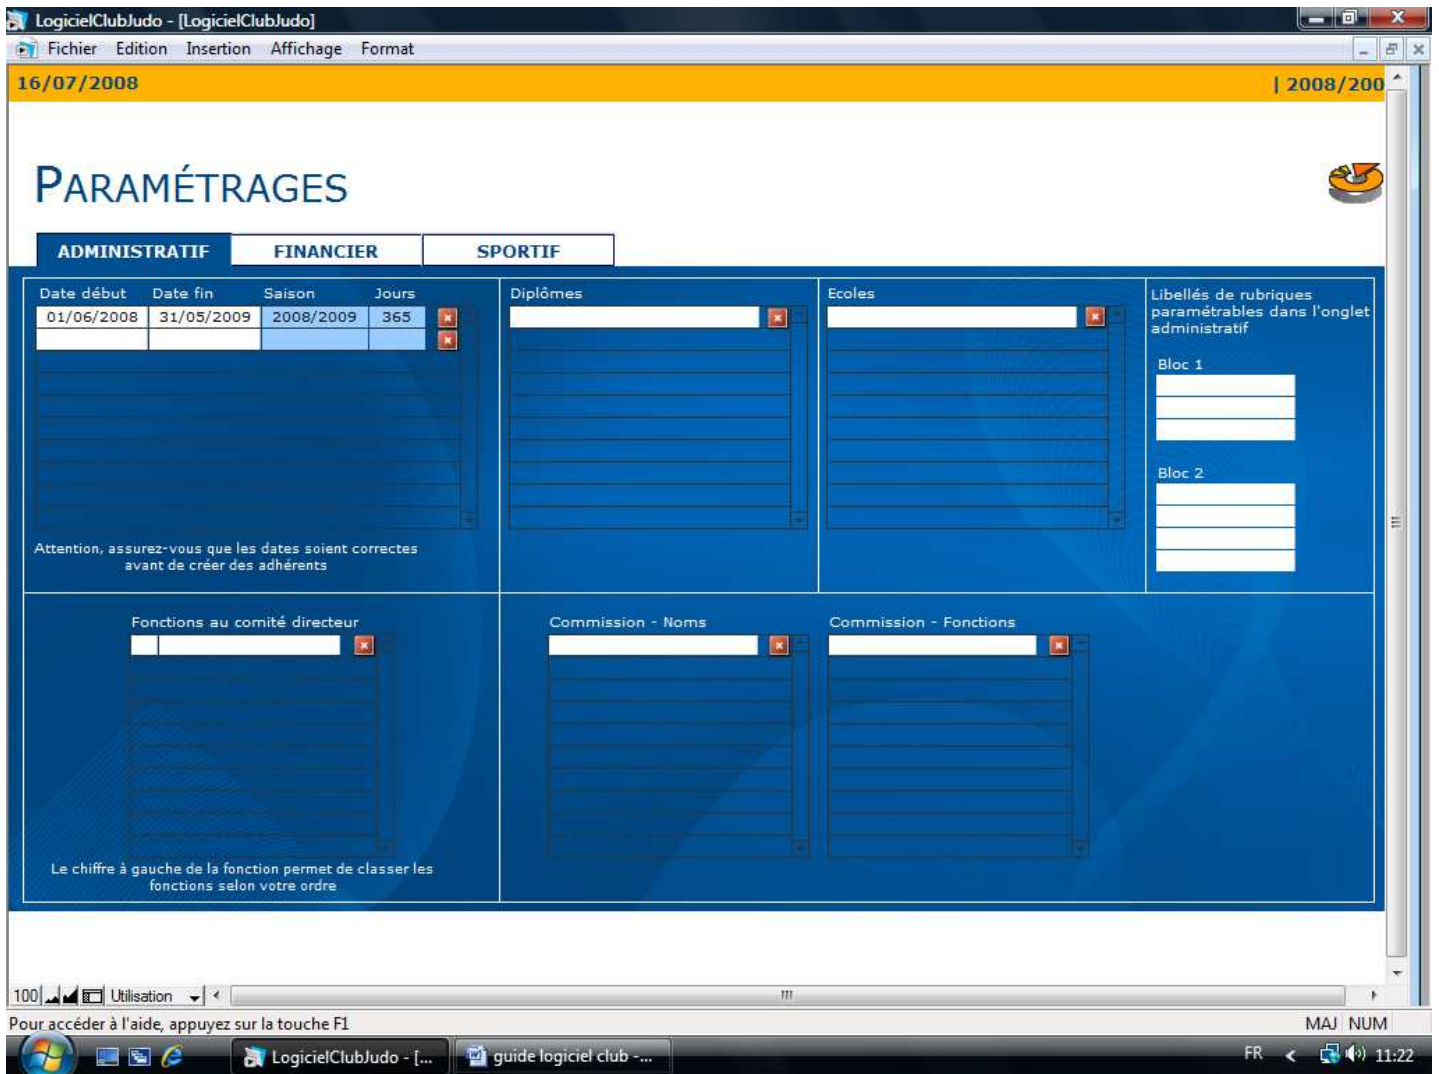 LogicielClubJudo - [LogicielClubJudo]
Fichier Edition Insertion Affichage Format
16/07/2008 | 2008/200
PARAMÉTRAGES
ADMINISTRATIF FINANCIER SPORTIF
Date début Date fin Saison Jours
01/06/2008 31/05/2009 2008/2009 365
Attention, assurez-vous que les dates soient correctes
avant de créer des adhérents
Diplômes
Ecoles
Libellés de rubriques
paramétrables dans l'onglet
administratif
Bloc 1
Bloc 2
Fonctions au comité directeur
Le chiffre à gauche de la fonction permet de classer les
fonctions selon votre ordre
Commission - Noms
Commission - Fonctions
100 Utilisation
Pour accéder à l'aide, appuyez sur la touche F1 MAJ NUM
LogicielClubJudo - [... guide logiciel club -... FR 11:22